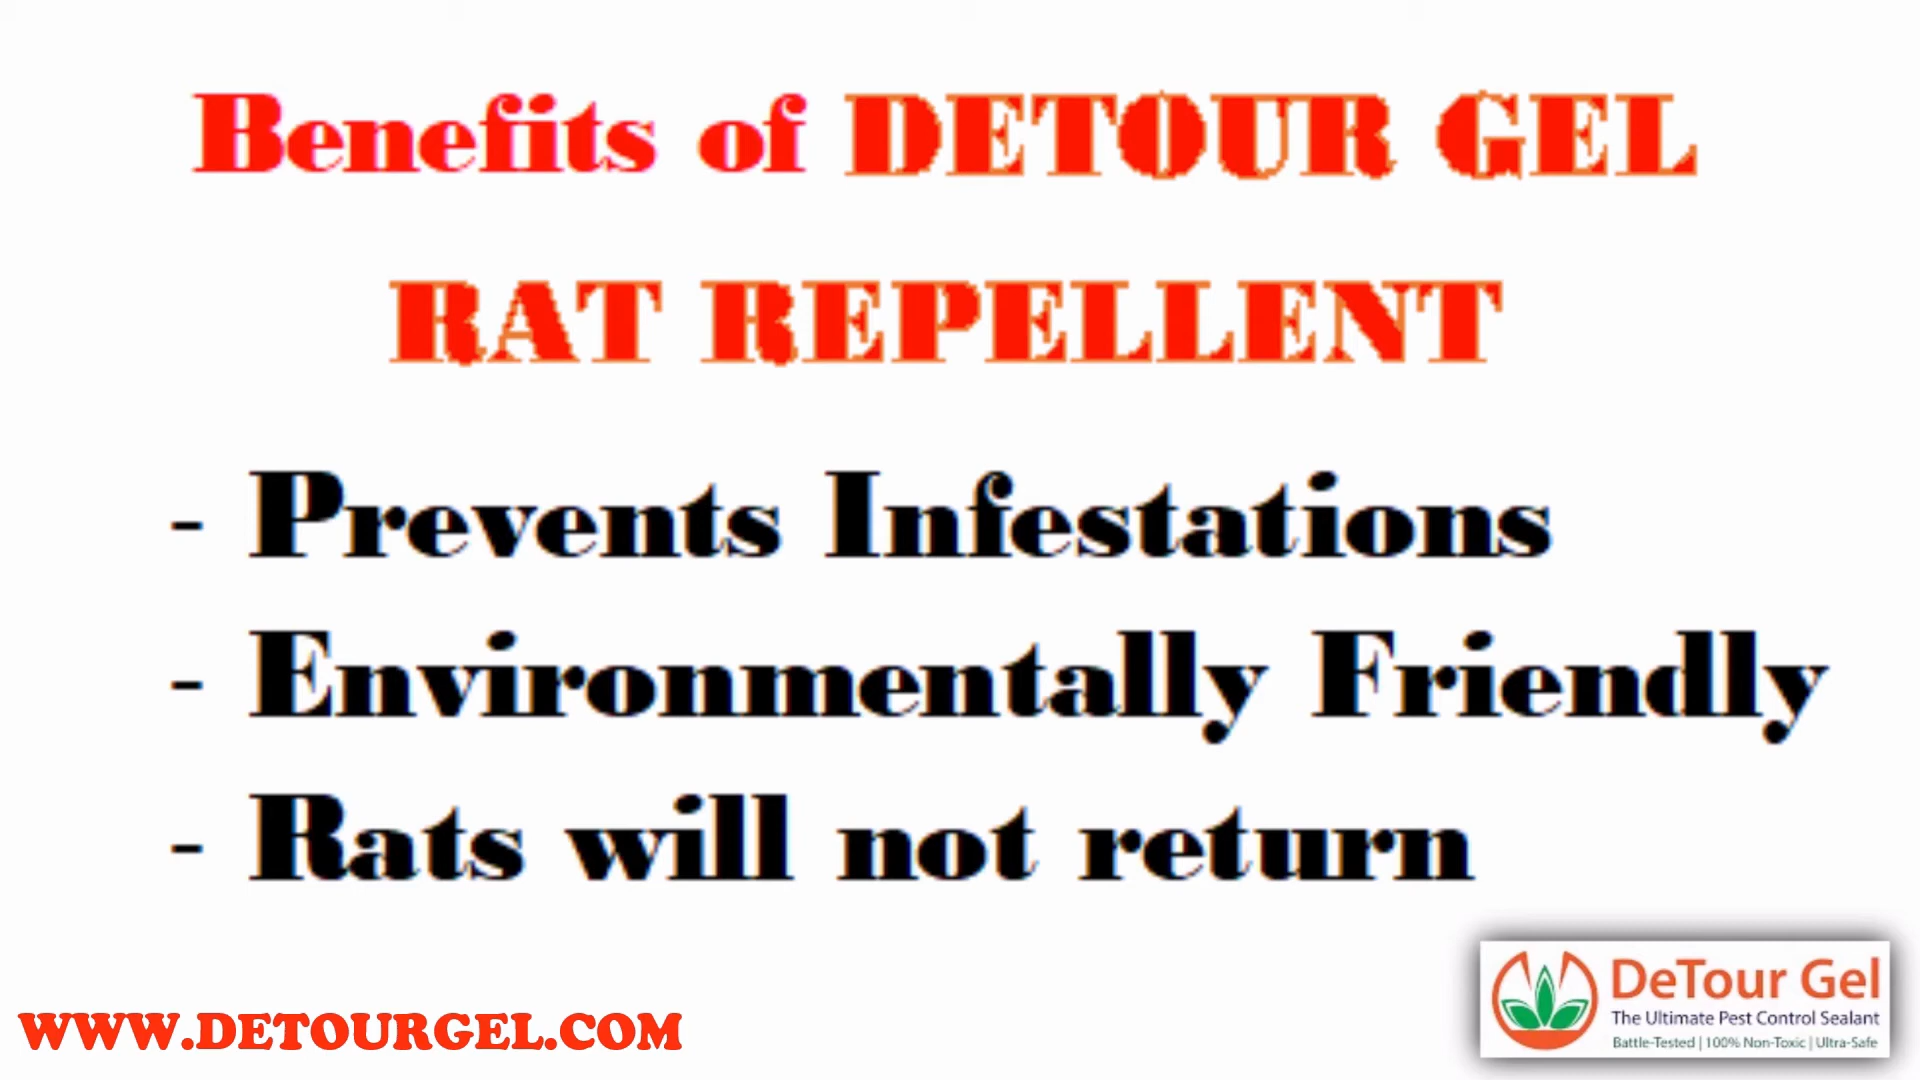 Benefits of DETOUR GEL
RAT REPELLENT
- Prevents Infestations
- Environmentally Friendly
- Rats will not return
WWW.DETOURGEL.COM
DeTour Gel
The Ultimate Pest Control Sealant
Battle-Tested | 100% Non-Toxic | Ultra-Safe